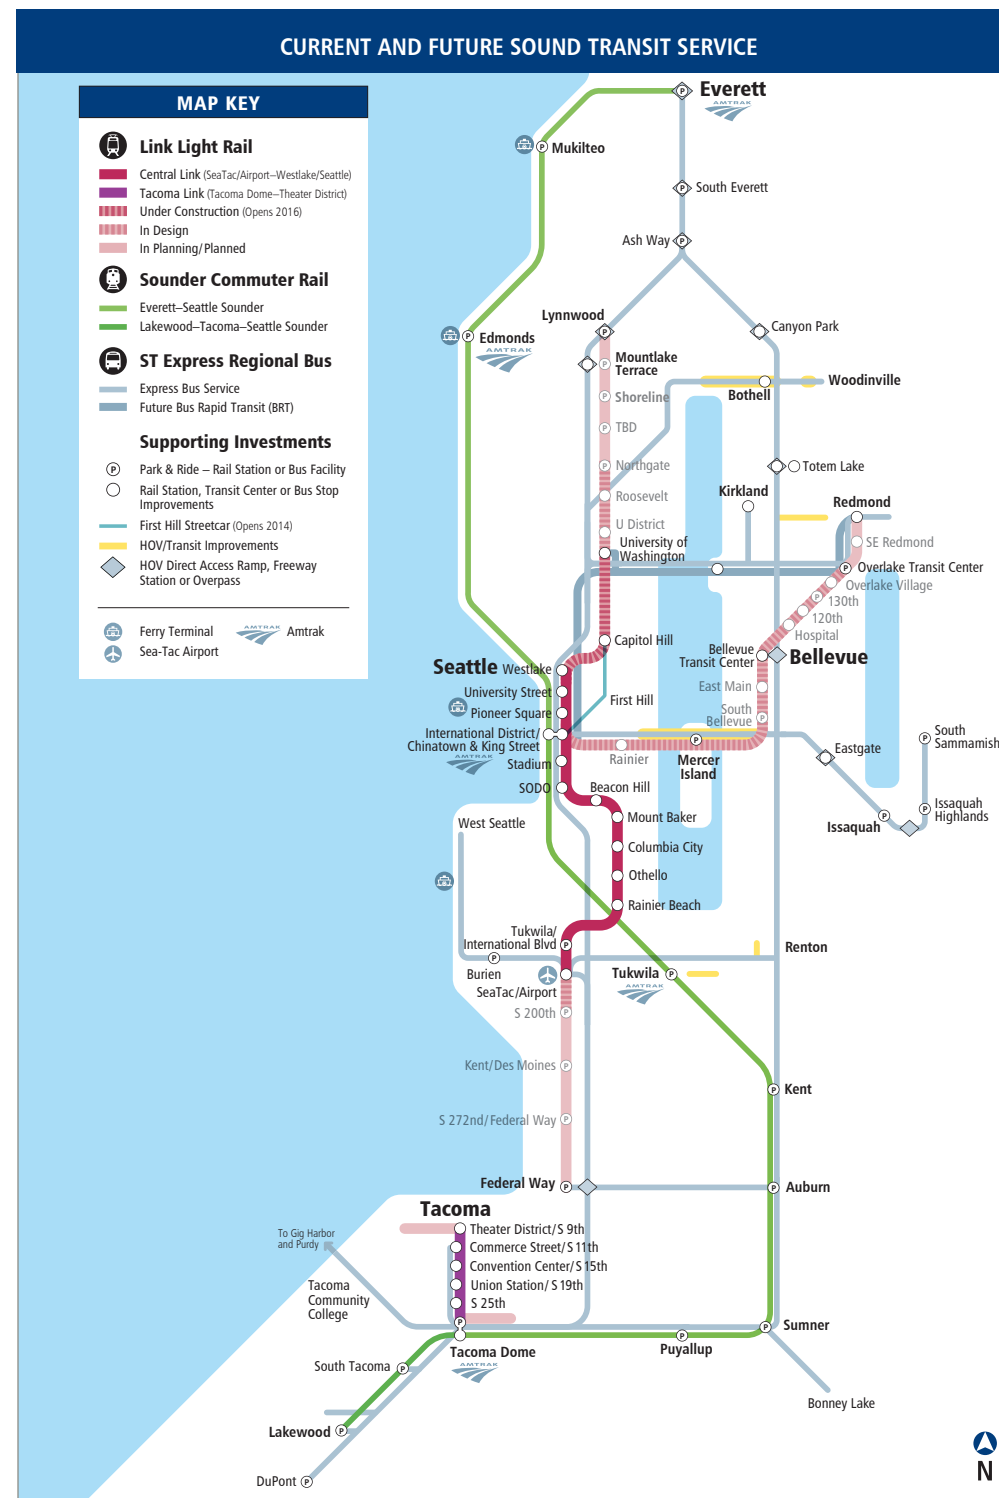 CURRENT AND FUTURE SOUND TRANSIT SERVICE
MAP KEY
Link Light Rail
Central Link (SeaTac/Airport–Westlake/Seattle)
Tacoma Link (Tacoma Dome–Theater District)
Under Construction (Opens 2016)
In Design
In Planning/Planned
Sounder Commuter Rail
Everett–Seattle Sounder
Lakewood–Tacoma–Seattle Sounder
ST Express Regional Bus
Express Bus Service
Future Bus Rapid Transit (BRT)
Supporting Investments
P Park & Ride – Rail Station or Bus Facility
Rail Station, Transit Center or Bus Stop
Improvements
First Hill Streetcar (Opens 2014)
HOV/Transit Improvements
HOV Direct Access Ramp, Freeway
Station or Overpass
Ferry Terminal
AMTRAK Amtrak
Sea-Tac Airport
Everett
AMTRAK
Mukilteo
South Everett
Ash Way
Lynnwood
Canyon Park
Edmonds
AMTRAK
Mountlake
Terrace
Woodinville
Bothell
Shoreline
TBD
Northgate
Totem Lake
Roosevelt
Kirkland
Redmond
U District
SE Redmond
University of
Washington
Overlake Transit Center
Overlake Village
130th
120th
Hospital
Capitol Hill
Bellevue
Transit Center
Bellevue
Seattle
Westlake
University Street
East Main
First Hill
Pioneer Square
South
Bellevue
International District/
Chinatown & King Street
AMTRAK
Stadium
Rainier
Mercer
Island
Eastgate
South
Sammamish
SODO
Beacon Hill
Issaquah
Highlands
Issaquah
West Seattle
Mount Baker
Columbia City
Othello
Rainier Beach
Tukwila/
International Blvd
Renton
Burien
SeaTac/Airport
Tukwila
AMTRAK
S 200th
Kent/Des Moines
Kent
S 272nd/Federal Way
Federal Way
Auburn
Tacoma
Theater District/S 9th
To Gig Harbor
and Purdy
Commerce Street/S 11th
Convention Center/S 15th
Tacoma
Community
College
Union Station/S 19th
S 25th
Sumner
Tacoma Dome
AMTRAK
Puyallup
South Tacoma
Bonney Lake
Lakewood
DuPont
N